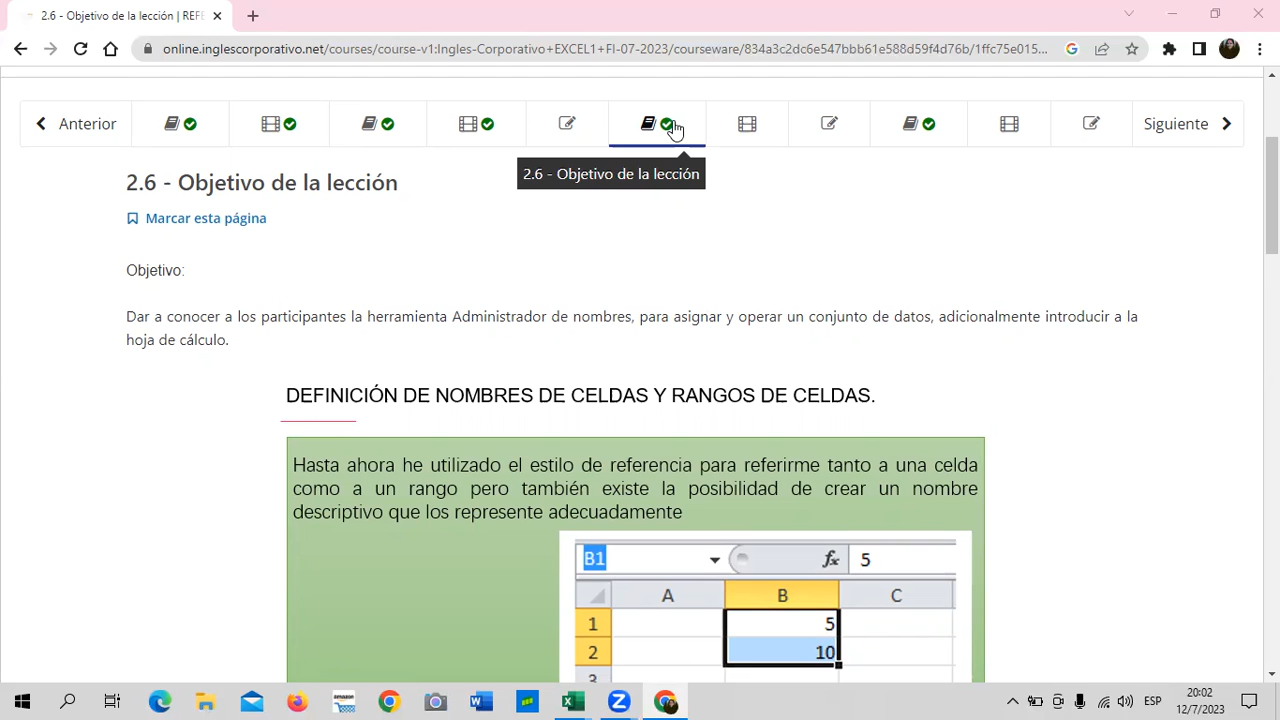 2.6 - Objetivo de la lección | REFE
online.inglescorporativo.net/courses/course-v1:Ingles-Corporativo+EXCEL1+FI-07-2023/courseware/834a3c2dc5e547bbb61e588d59f4d76b/1ffc75e015...
Anterior
Siguiente
2.6 - Objetivo de la lección
2.6 - Objetivo de la lección
Marcar esta página
Objetivo:
Dar a conocer a los participantes la herramienta Administrador de nombres, para asignar y operar un conjunto de datos, adicionalmente introducir a la
hoja de cálculo.
DEFINICIÓN DE NOMBRES DE CELDAS Y RANGOS DE CELDAS.
Hasta ahora he utilizado el estilo de referencia para referirme tanto a una celda
como a un rango pero también existe la posibilidad de crear un nombre
descriptivo que los represente adecuadamente
B1 fx 5
A B C
1 5
2 10
3
amazon
ESP
20:02
12/7/2023